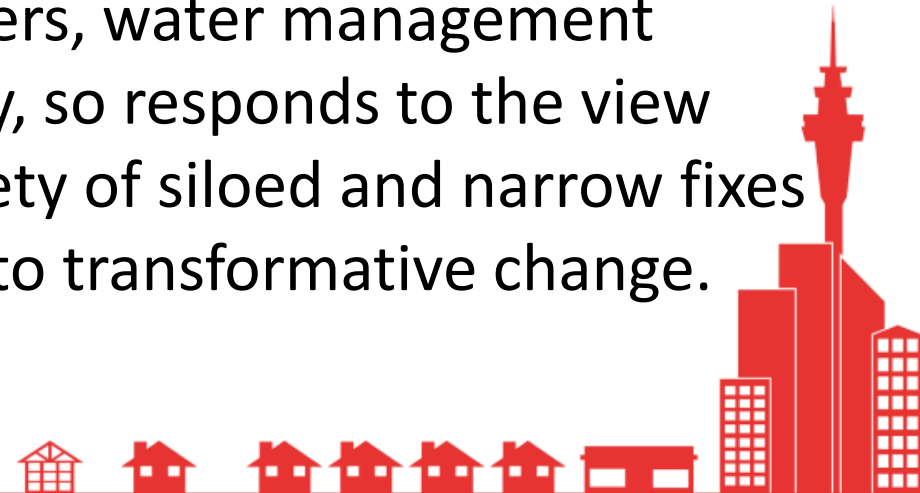 ers, water management
y, so responds to the view
ety of siloed and narrow fixes
to transformative change.